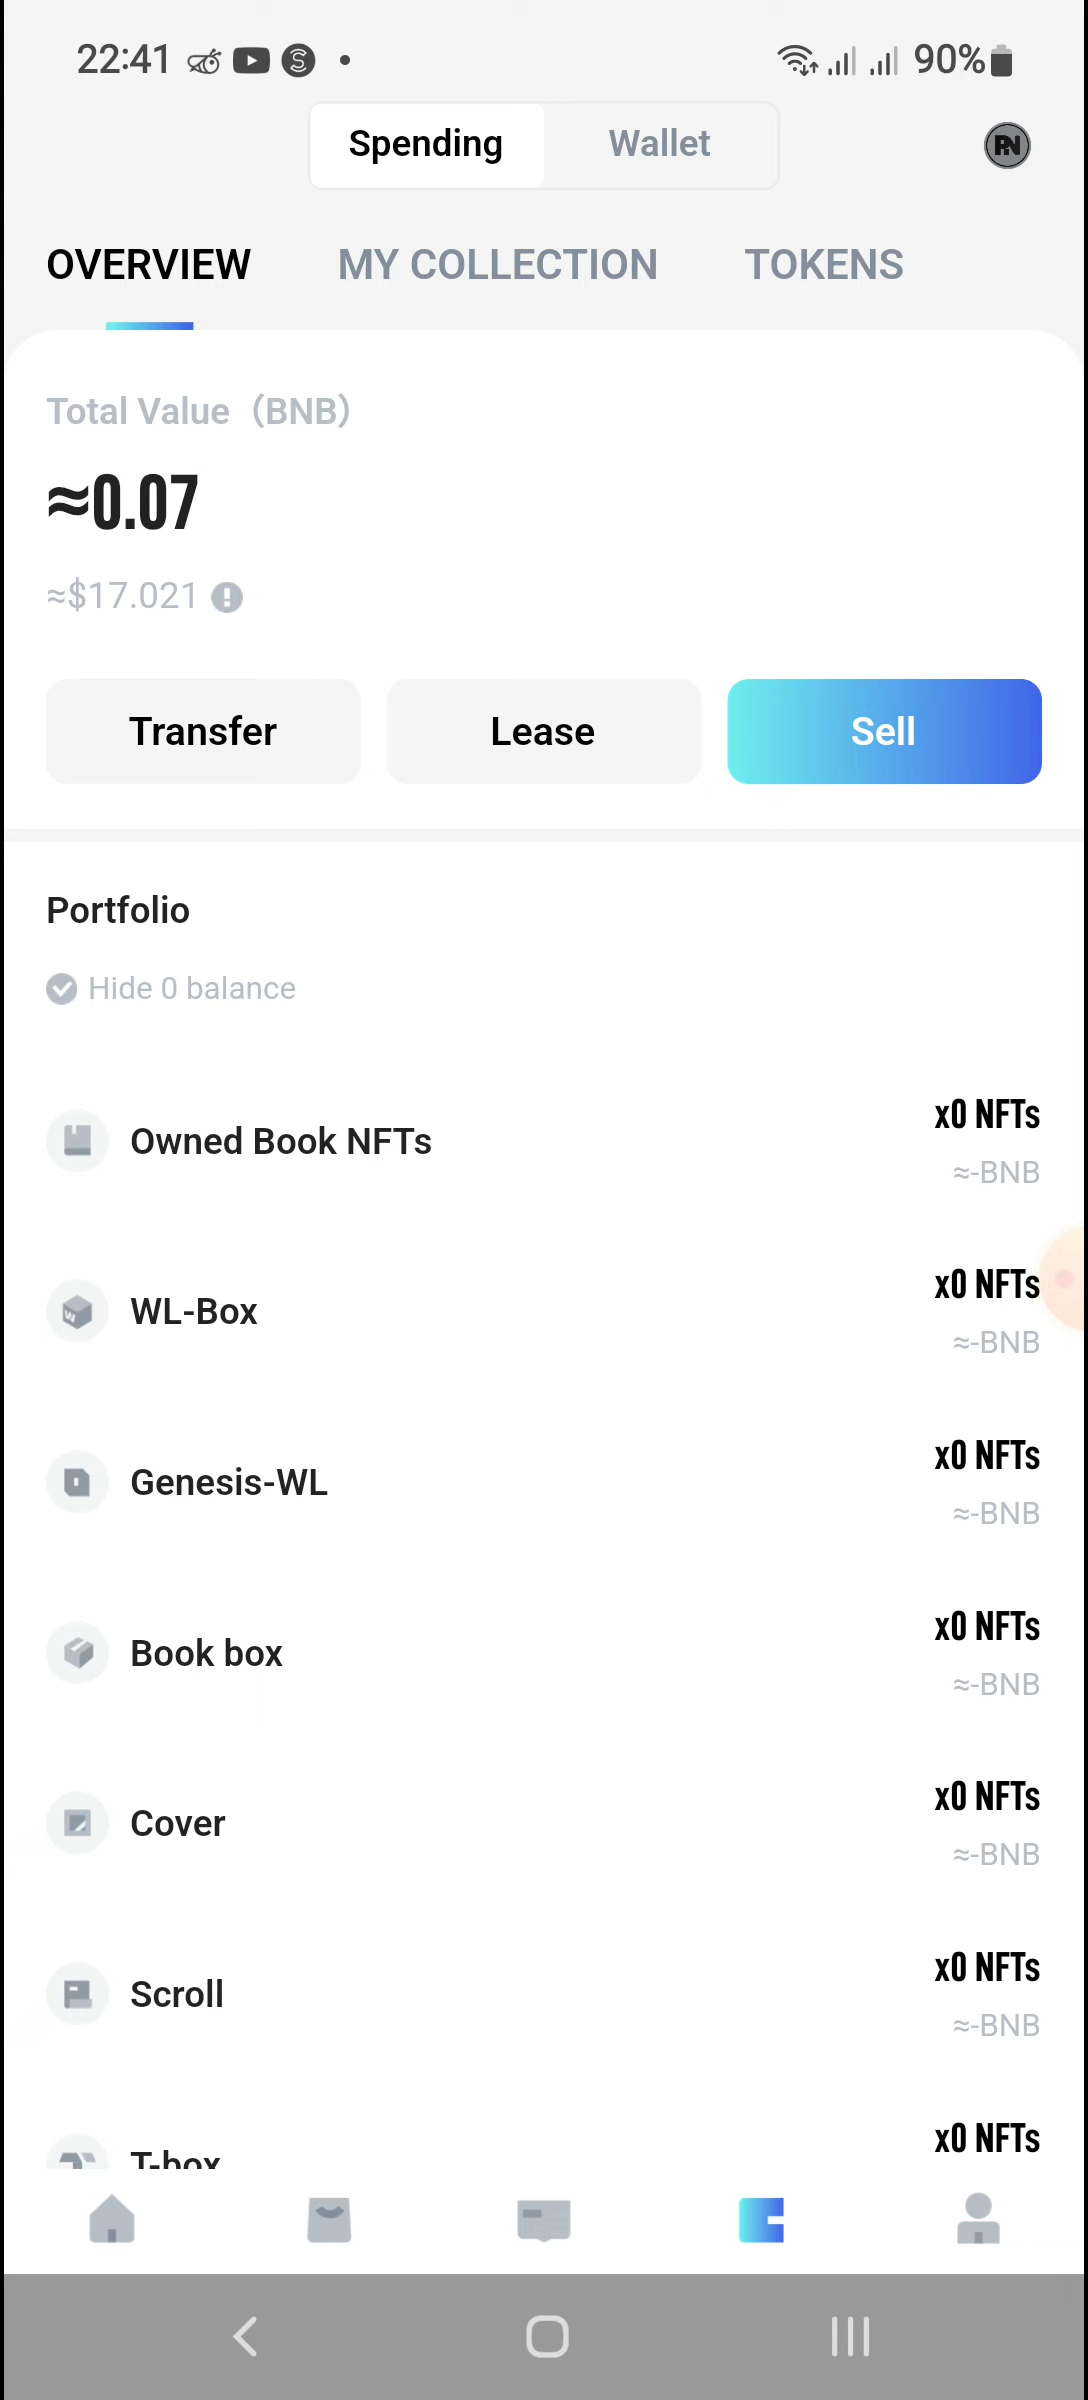 22:41 90%
Spending Wallet
OVERVIEW MY COLLECTION TOKENS
Total Value（BNB）
≈0.07
≈$17.021
Transfer Lease Sell
Portfolio
Hide 0 balance
Owned Book NFTs
x0 NFTs
≈-BNB
WL-Box
x0 NFTs
≈-BNB
Genesis-WL
x0 NFTs
≈-BNB
Book box
x0 NFTs
≈-BNB
Cover
x0 NFTs
≈-BNB
Scroll
x0 NFTs
≈-BNB
T-box
x0 NFTs